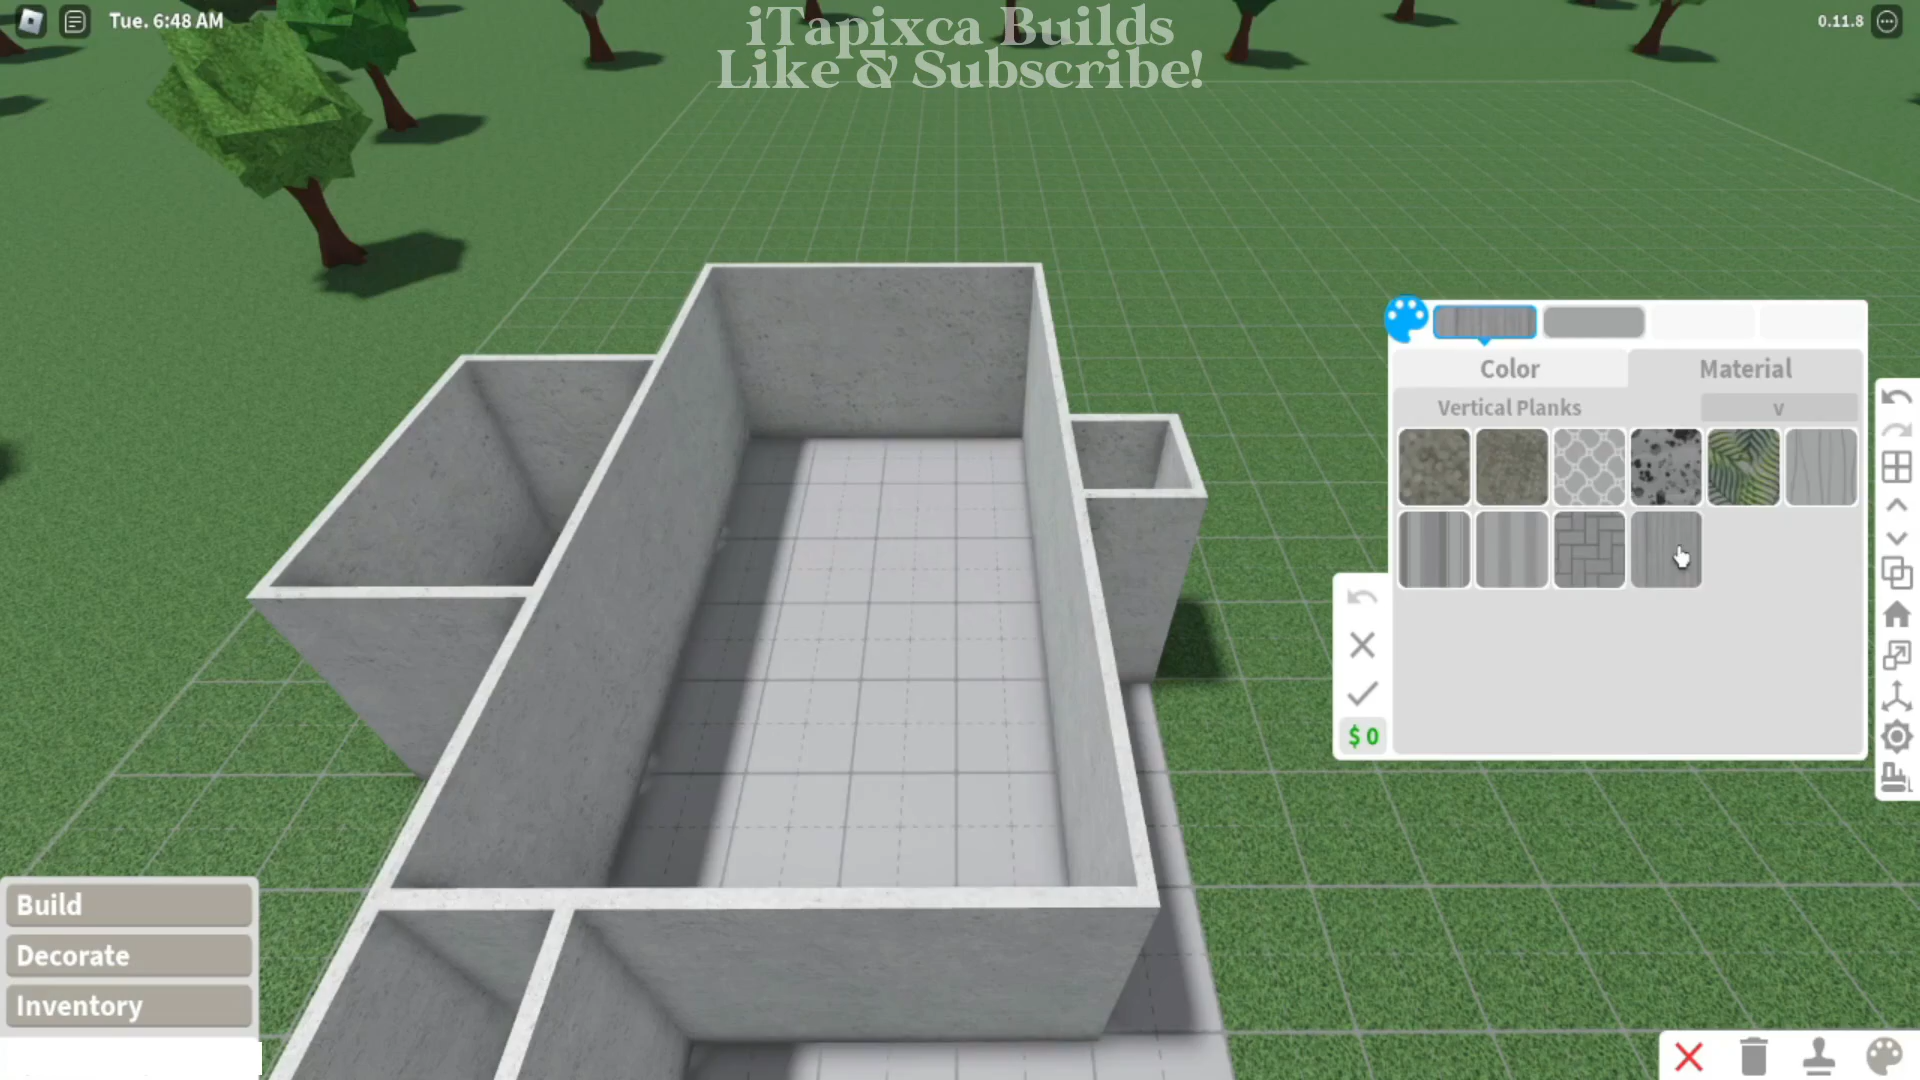 Tue. 6:48 AM
iTapixca Builds
Like & Subscribe!
0.11.8
Color
Material
Vertical Planks
v
$ 0
Build
Decorate
Inventory